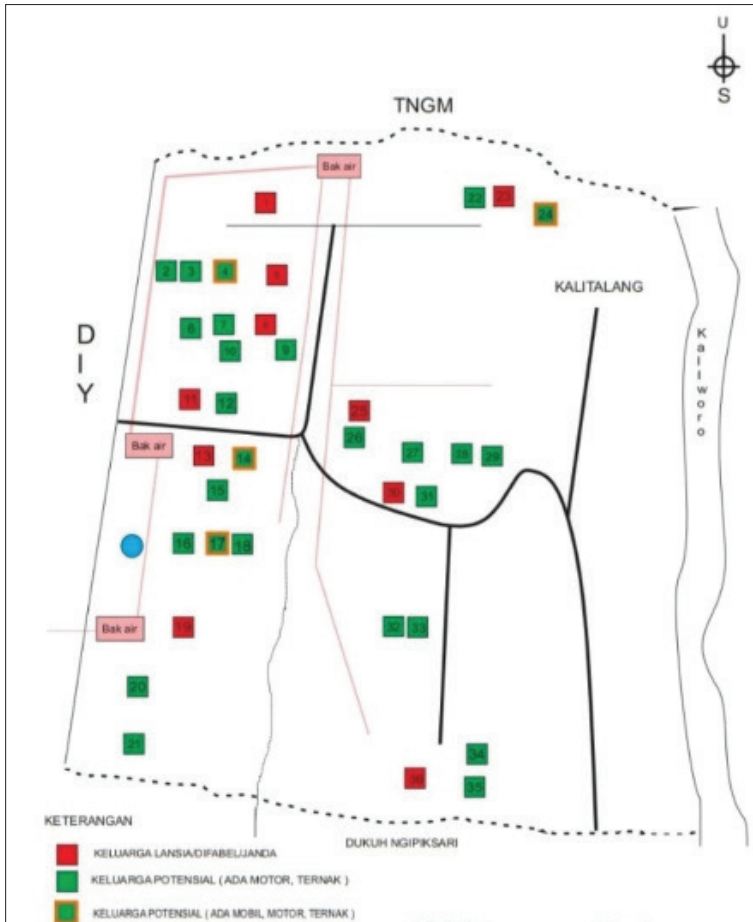 U
S
TNGM
Bak air
1
22 23 24
2 3 4
KALITALANG
6 7
10 9
DIY
Kaliworo
11 12
25
26
Bak air
13 14
27 28 29
15
30 31
16 17 18
Bak air
19
32 33
20
21
34
35
DUKUH NGIPIKSARI
KETERANGAN
KELUARGA LANSIA/DIFABEL/JANDA
KELUARGA POTENSIAL ( ADA MOTOR, TERNAK )
KELUARGA POTENSIAL ( ADA MOBIL, MOTOR, TERNAK )